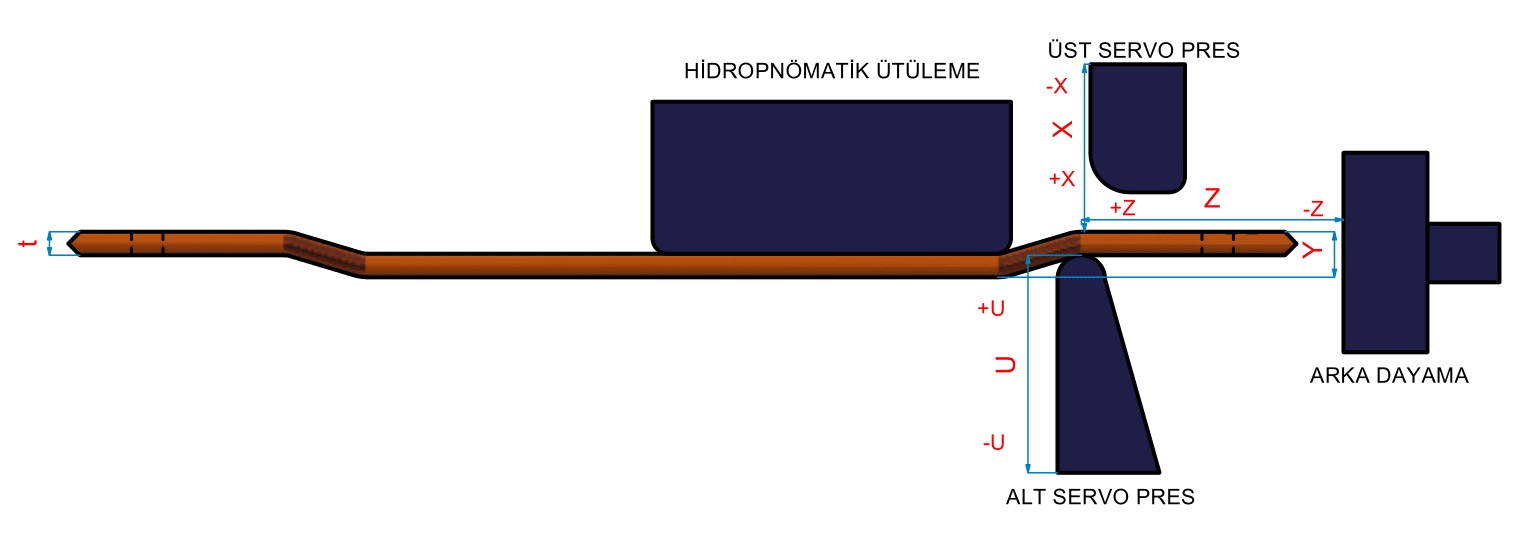 ÜST SERVO PRES
HİDROPNÖMATİK ÜTÜLEME
-X
X
+X
+Z
Z
-Z
t
Y
+U
U
-U
ARKA DAYAMA
ALT SERVO PRES